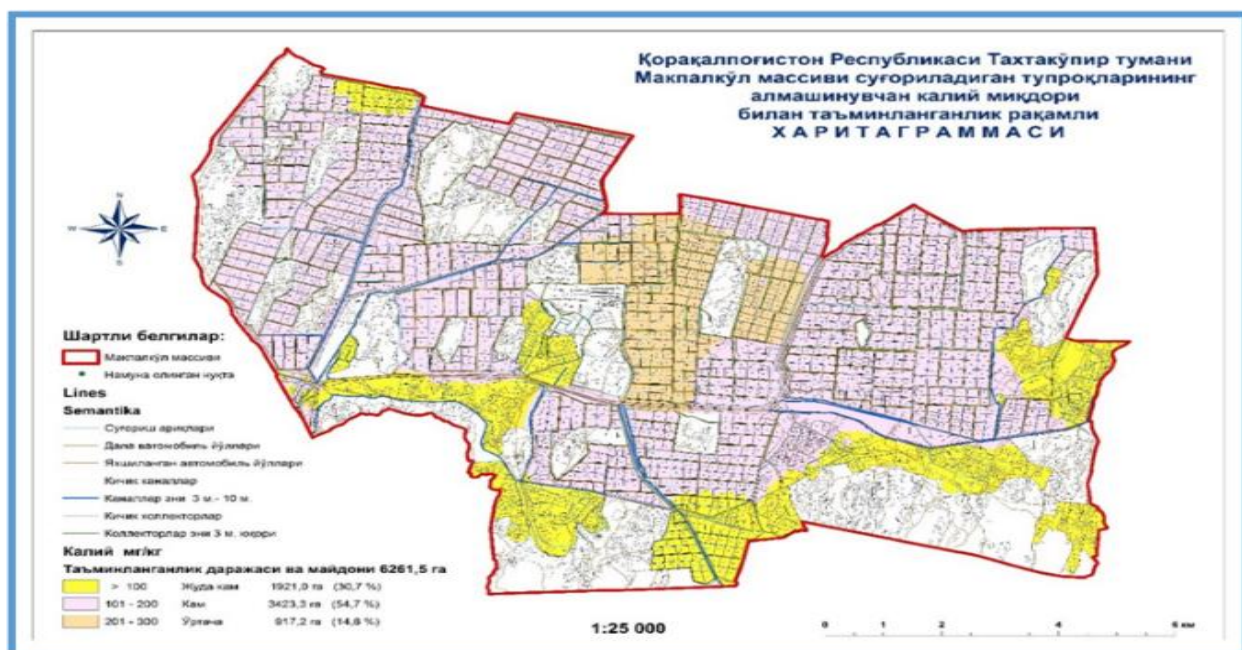 Қорақалпоғистон Республикаси Тахтакўпир тумани
Макпалкўл массиви суғориладиган тупроқларининг
алмашинувчан калий миқдори
билан таъминланганлик рақамли
ХАРИТАГРАММАСИ
N
W E
S
Шартли белгилар:
Макпалкўл массиви
Намуна олинган нуқта
Lines
Semantika
Суғориш ариқлари
Дала автомобиль йўллари
Яхшиланган автомобиль йўллари
Кичик каналлар
Каналлар эни 3 м.- 10 м.
Кичик коллекторлар
Коллекторлар эни 3 м. юқори
Калий мг/кг
Таъминланганлик даражаси ва майдони 6261,5 га
> 100 Жуда кам 1921,0 га (30,7 %)
101 - 200 Кам 3423,3 га (54,7 %)
201 - 300 Ўртача 917,2 га (14,6 %)
1:25 000
0 2 4 6 км